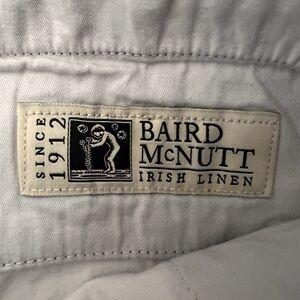 SINCE
1912
BAIRD
McNUTT
IRISH LINEN